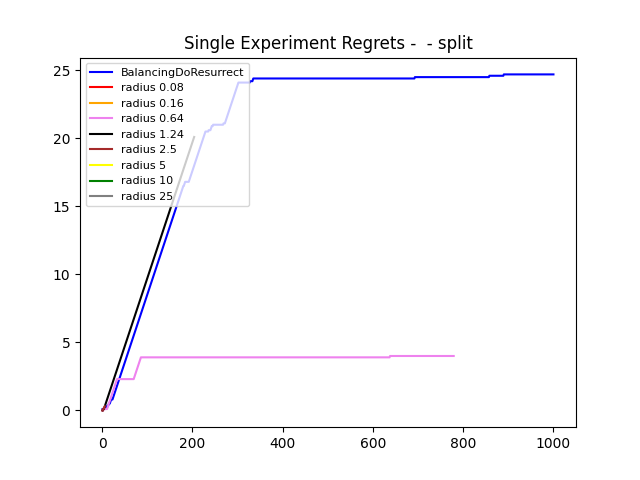 Single Experiment Regrets -  - split
25
20
15
10
5
0
BalancingDoResurrect
radius 0.08
radius 0.16
radius 0.64
radius 1.24
radius 2.5
radius 5
radius 10
radius 25
0 200 400 600 800 1000